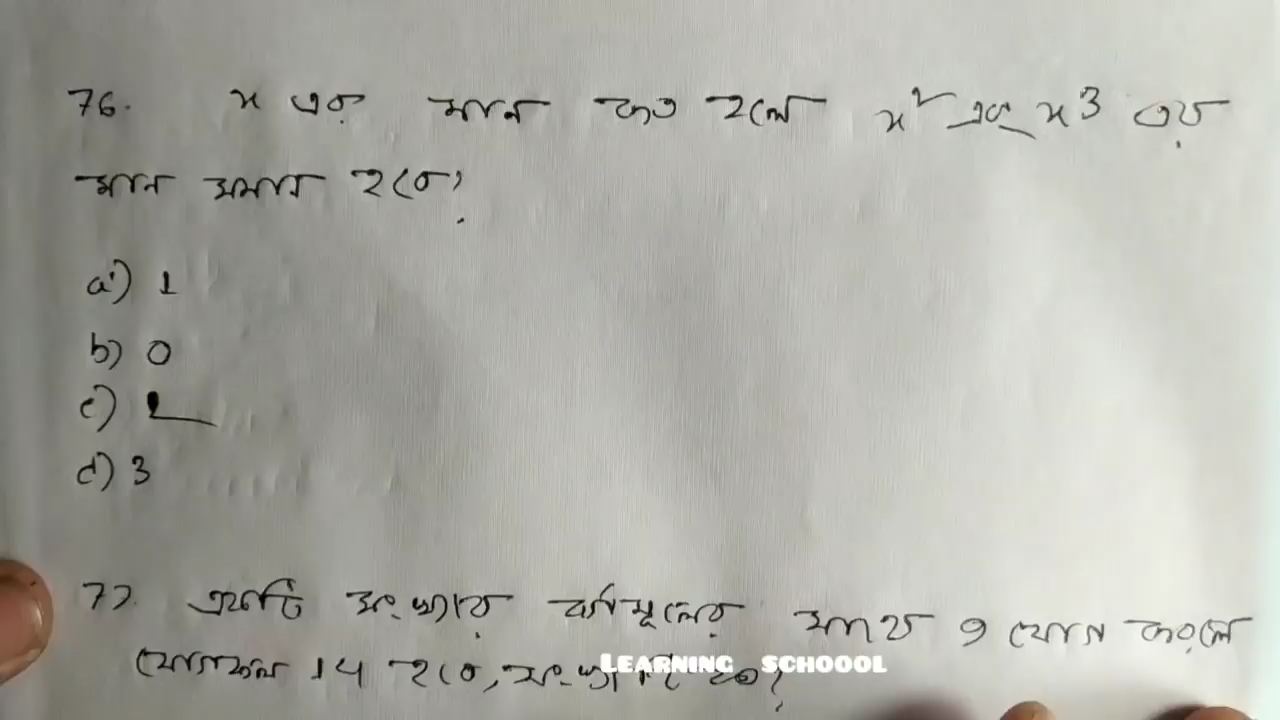 76. x এর মান কত হলে x² এবং x3 এর
মান সমান হবে?
a) 1
b) 0
c) 2
d) 3
77. একটি সংখ্যার বর্গমূলের সাথে 9 যোগ করলে
যোগফল 14 হবে, সংখ্যাটি কত?
LEARNING SCHOOOL